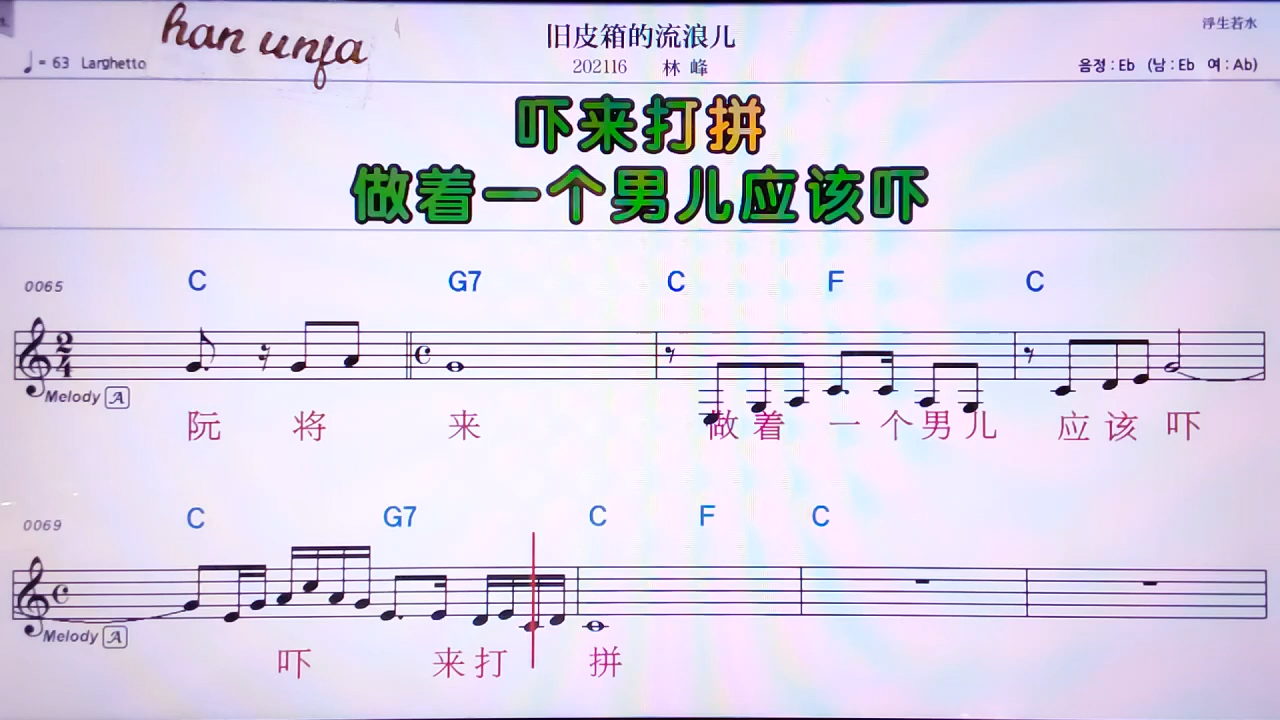 han unja
旧皮箱的流浪儿
浮生若水
♩= 63 Larghetto
202116 林 峰
음정 : Eb (남 : Eb 여 : Ab)
吓来打拼
做着一个男儿应该吓
0065 C G7 C F C
2/4
Melody A
阮 将 来 做 着 一 个 男 儿 应 该 吓
0069 C G7 C F C
Melody A
吓 来 打 拼